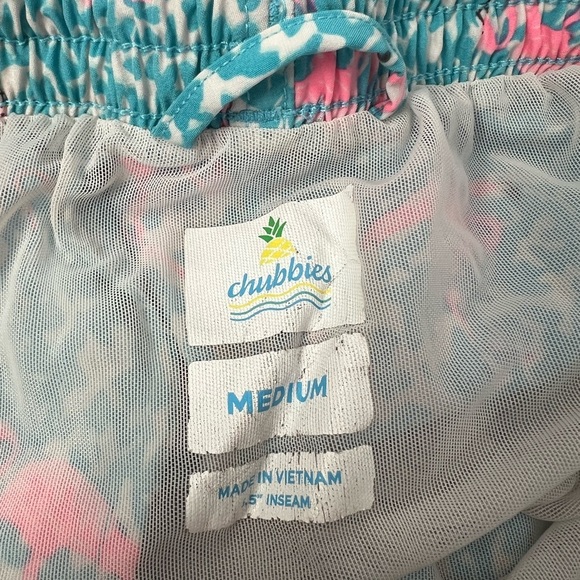 chubbies
MEDIUM
MADE IN VIETNAM
5" INSEAM